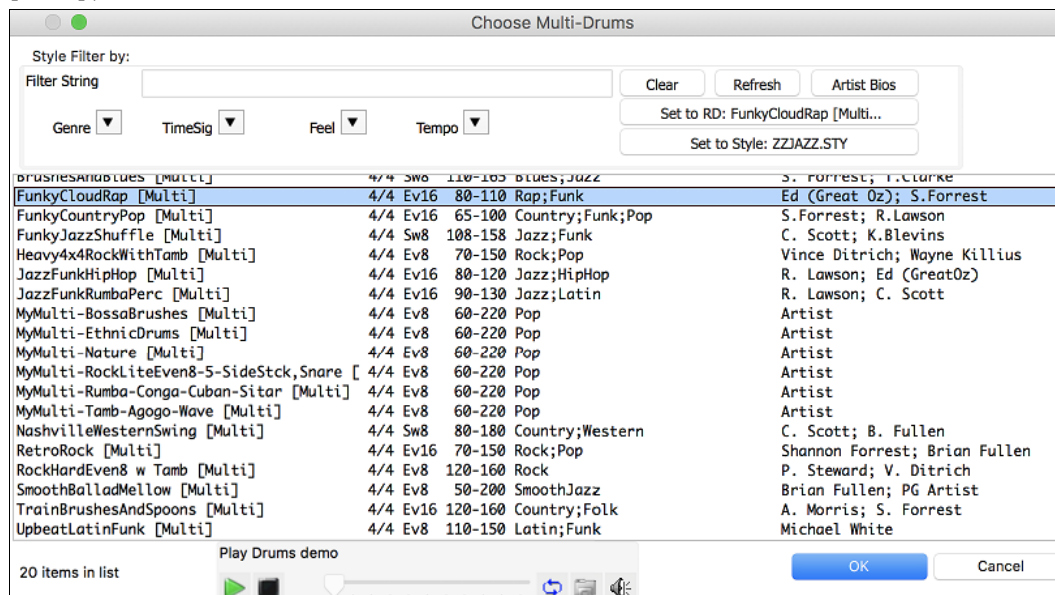 Choose Multi-Drums
Style Filter by:
Filter String
Clear Refresh Artist Bios
Genre TimeSig Feel Tempo
Set to RD: FunkyCloudRap [Multi...
Set to Style: ZZJAZZ.STY
BrushesAndBlues [Multi] 4/4 Sw8 110-165 Blues;Jazz S. Forrest; T.Clarke
FunkyCloudRap [Multi] 4/4 Ev16 80-110 Rap;Funk Ed (Great Oz); S.Forrest
FunkyCountryPop [Multi] 4/4 Ev16 65-100 Country;Funk;Pop S.Forrest; R.Lawson
FunkyJazzShuffle [Multi] 4/4 Sw8 108-158 Jazz;Funk C. Scott; K.Blevins
Heavy4x4RockWithTamb [Multi] 4/4 Ev8 70-150 Rock;Pop Vince Ditrich; Wayne Killius
JazzFunkHipHop [Multi] 4/4 Ev16 80-120 Jazz;HipHop R. Lawson; Ed (GreatOz)
JazzFunkRumbaPerc [Multi] 4/4 Ev16 90-130 Jazz;Latin R. Lawson; C. Scott
MyMulti-BossaBrushes [Multi] 4/4 Ev8 60-220 Pop Artist
MyMulti-EthnicDrums [Multi] 4/4 Ev8 60-220 Pop Artist
MyMulti-Nature [Multi] 4/4 Ev8 60-220 Pop Artist
MyMulti-RockLiteEven8-5-SideStck,Snare [ 4/4 Ev8 60-220 Pop Artist
MyMulti-Rumba-Conga-Cuban-Sitar [Multi] 4/4 Ev8 60-220 Pop Artist
MyMulti-Tamb-Agogo-Wave [Multi] 4/4 Ev8 60-220 Pop Artist
NashvilleWesternSwing [Multi] 4/4 Sw8 80-180 Country;Western C. Scott; B. Fullen
RetroRock [Multi] 4/4 Ev16 70-150 Rock;Pop Shannon Forrest; Brian Fullen
RockHardEven8 w Tamb [Multi] 4/4 Ev8 120-160 Rock P. Steward; V. Ditrich
SmoothBalladMellow [Multi] 4/4 Ev8 50-200 SmoothJazz Brian Fullen; PG Artist
TrainBrushesAndSpoons [Multi] 4/4 Ev16 120-160 Country;Folk A. Morris; S. Forrest
UpbeatLatinFunk [Multi] 4/4 Ev8 110-150 Latin;Funk Michael White
Play Drums demo
20 items in list
OK Cancel